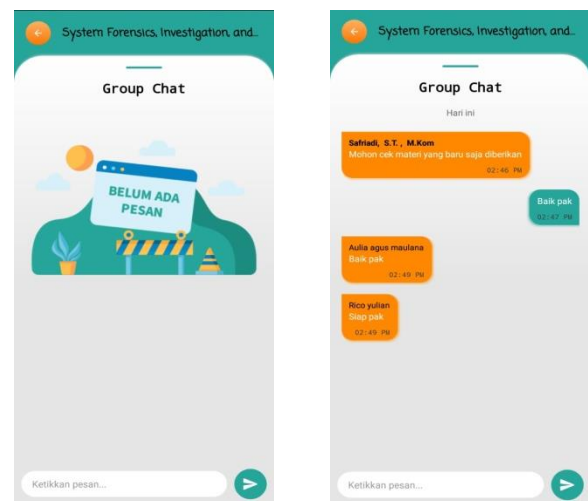 System Forensics, Investigation, and..
Group Chat
BELUM ADA
PESAN
Ketikkan pesan...
System Forensics, Investigation, and..
Group Chat
Hari ini
Safriadi, S.T., M.Kom
Mohon cek materi yang baru saja diberikan
02:46 PM
Baik pak
02:47 PM
Aulia agus maulana
Baik pak
02:49 PM
Rico yulian
Siap pak
02:49 PM
Ketikkan pesan...